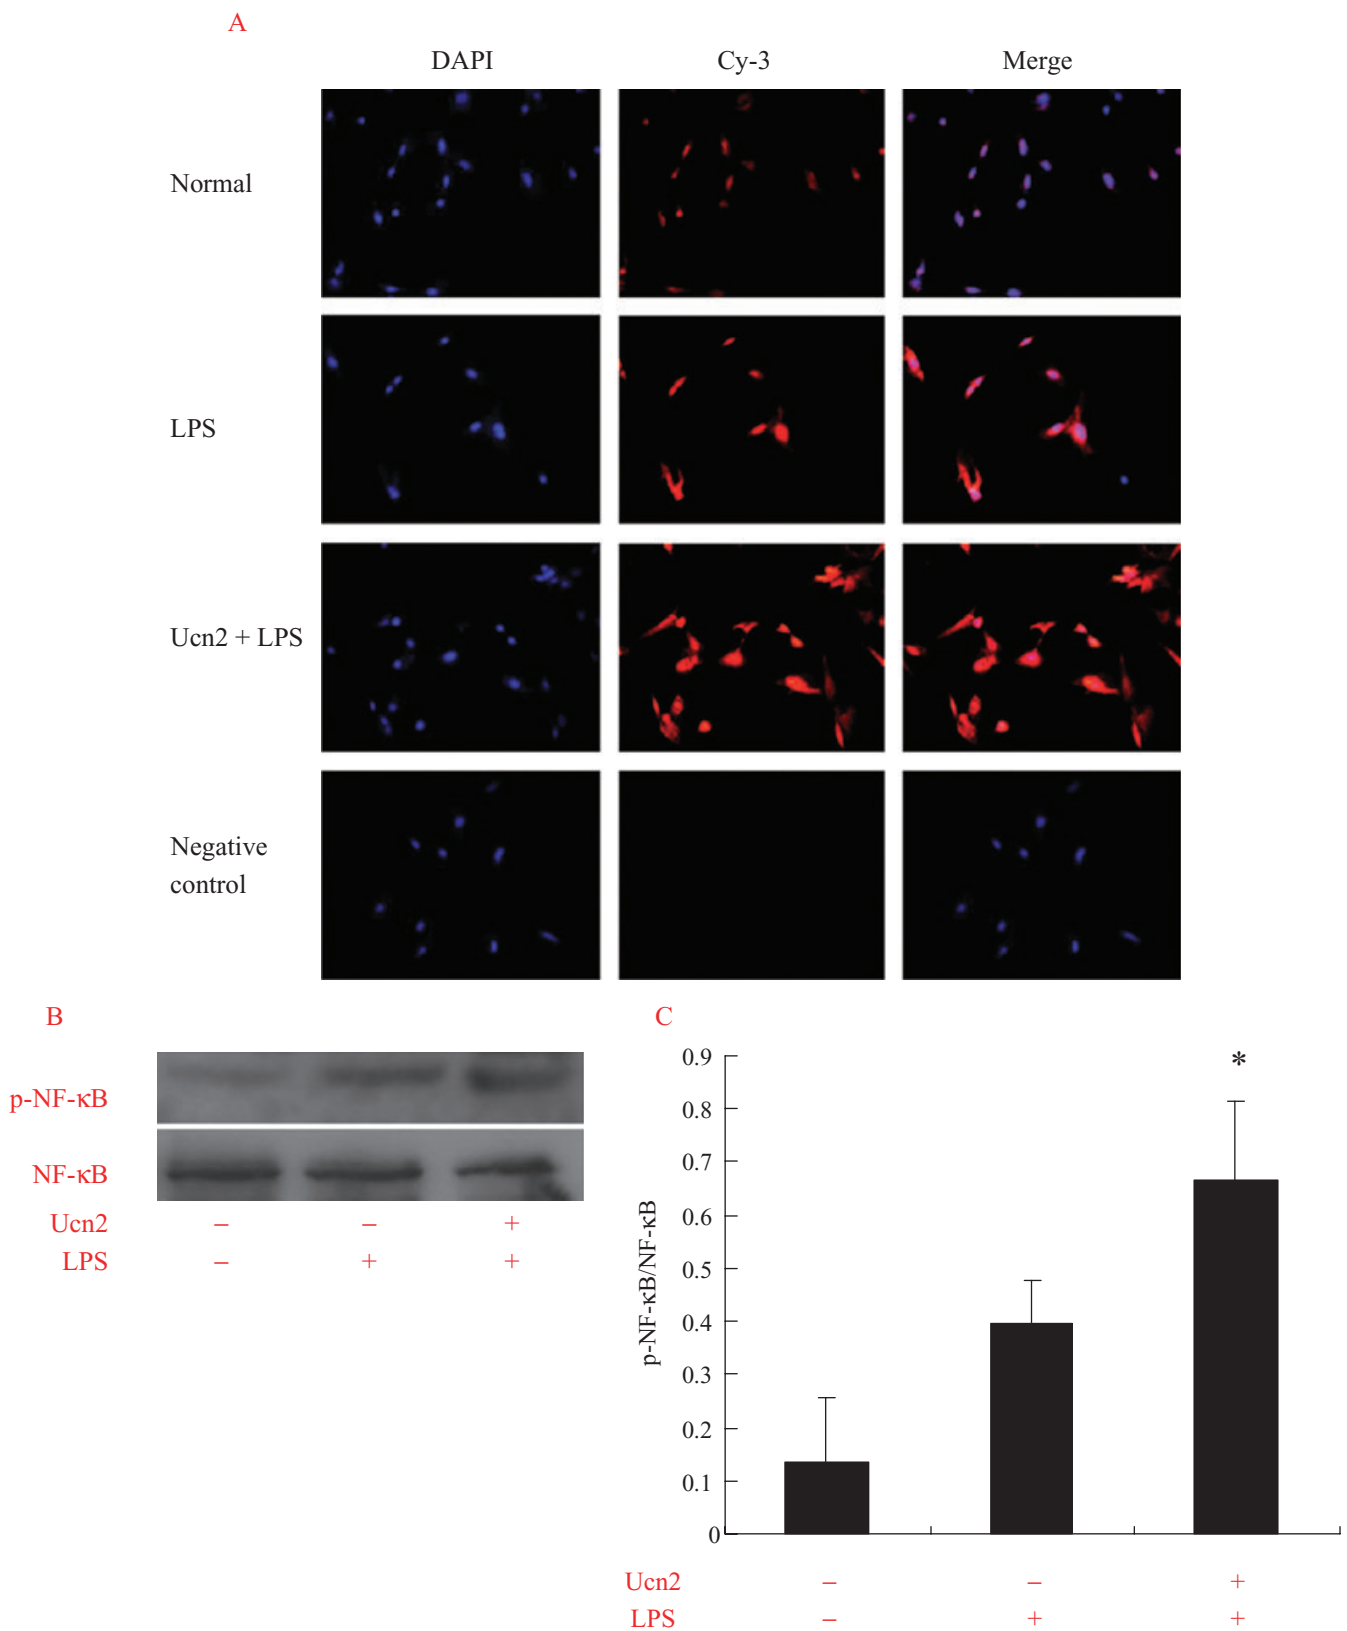 A
DAPI Cy-3 Merge
Normal
LPS
Ucn2 + LPS
Negative
control
B
p-NF-κB
NF-κB
Ucn2 – – +
LPS – + +
C
p-NF-κB/NF-κB
0.9
0.8
0.7
0.6
0.5
0.4
0.3
0.2
0.1
0
*
Ucn2 – – +
LPS – + +